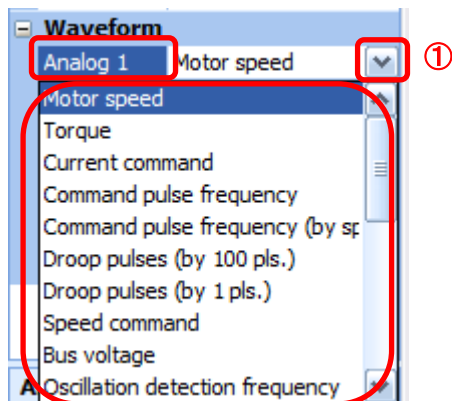 Waveform
Analog 1 Motor speed ①
Motor speed
Torque
Current command
Command pulse frequency
Command pulse frequency (by sp
Droop pulses (by 100 pls.)
Droop pulses (by 1 pls.)
Speed command
Bus voltage
A Oscillation detection frequency